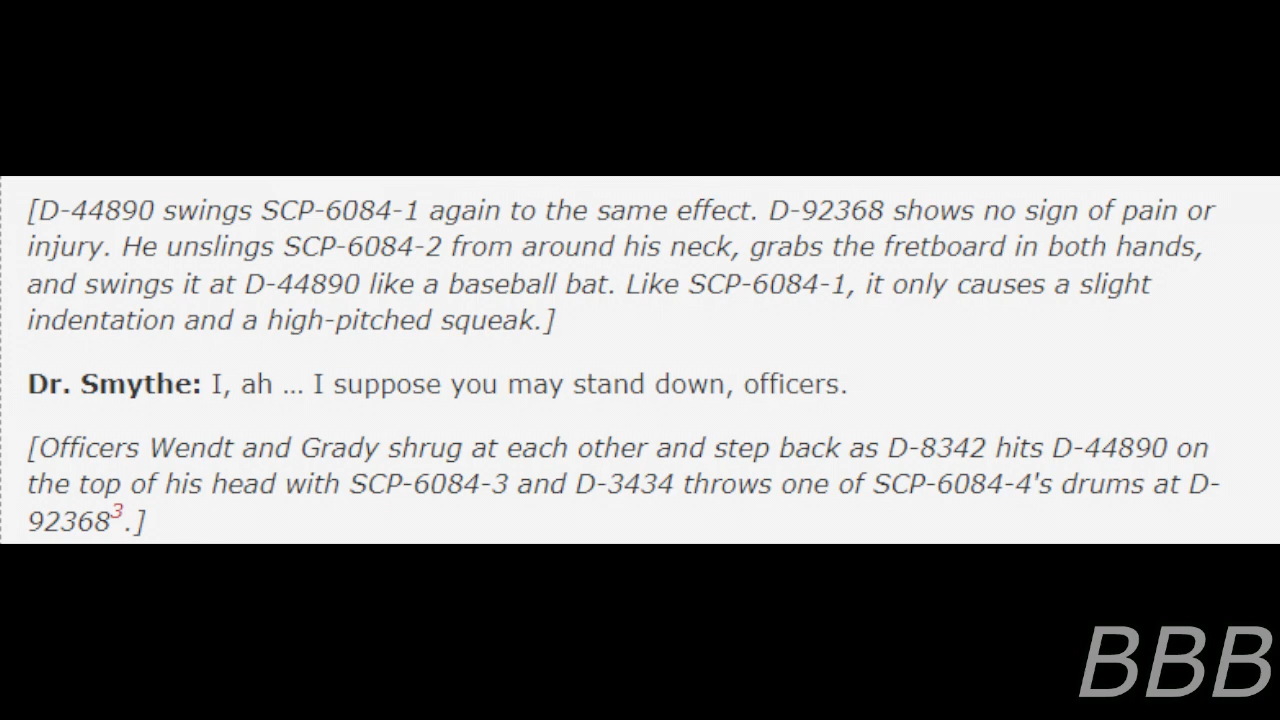 [D-44890 swings SCP-6084-1 again to the same effect. D-92368 shows no sign of pain or
injury. He unslings SCP-6084-2 from around his neck, grabs the fretboard in both hands,
and swings it at D-44890 like a baseball bat. Like SCP-6084-1, it only causes a slight
indentation and a high-pitched squeak.]
Dr. Smythe: I, ah … I suppose you may stand down, officers.
[Officers Wendt and Grady shrug at each other and step back as D-8342 hits D-44890 on
the top of his head with SCP-6084-3 and D-3434 throws one of SCP-6084-4's drums at D-
923683.]
BBB